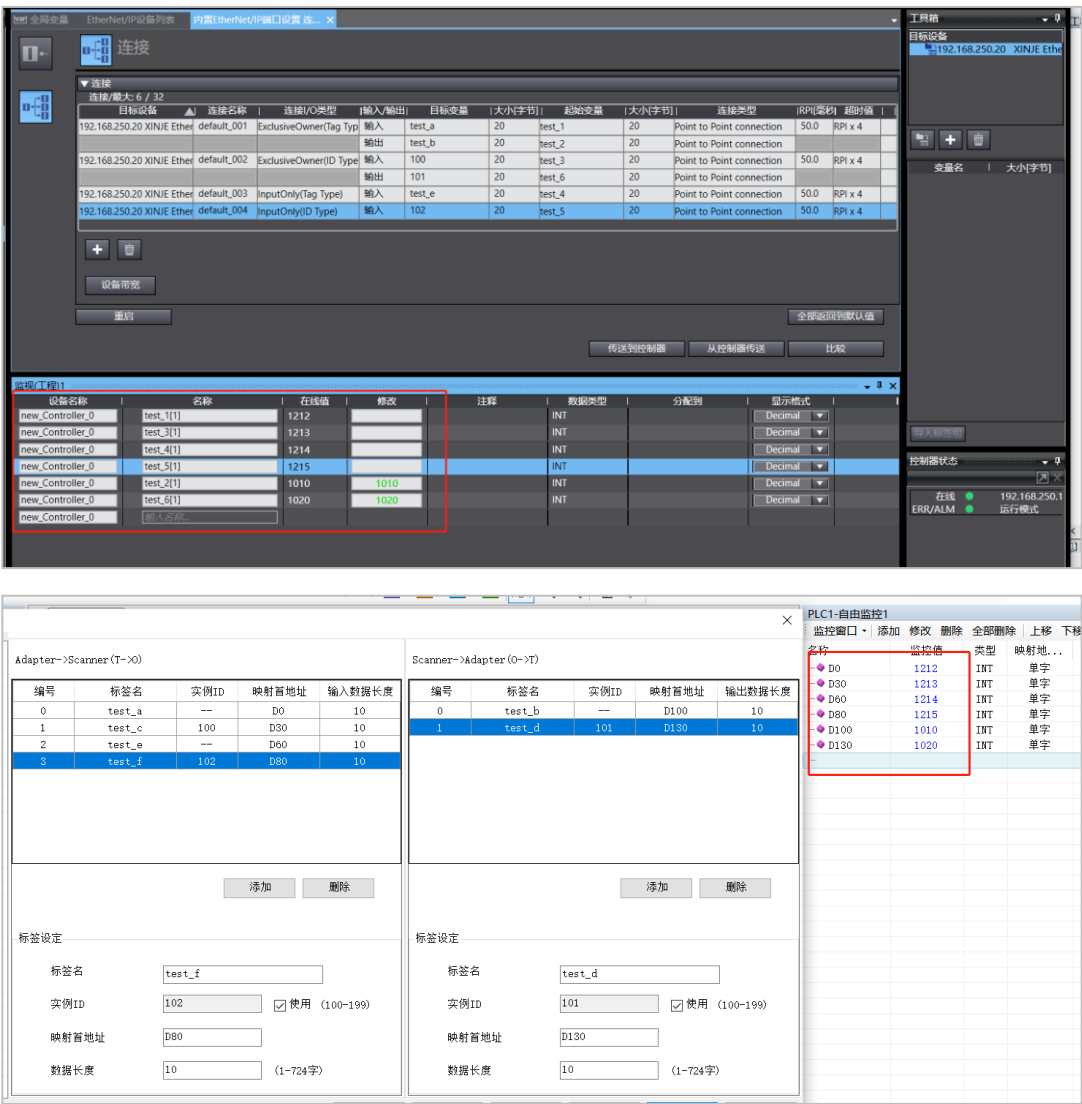 全局变量 EtherNet/IP设备列表 内置EtherNet/IP端口设置 连...
连接
▼连接
连接/最大: 6 / 32
目标设备 连接名称 连接I/O类型 输入/输出 目标变量 大小[字节] 起始变量 大小[字节] 连接类型 RPI[毫秒] 超时值
192.168.250.20 XINJE Ether default_001 ExclusiveOwner(Tag Typ 输入 test_a 20 test_1 20 Point to Point connection 50.0 RPI x 4
输出 test_b 20 test_2 20 Point to Point connection
192.168.250.20 XINJE Ether default_002 ExclusiveOwner(ID Type 输入 100 20 test_3 20 Point to Point connection 50.0 RPI x 4
输出 101 20 test_6 20 Point to Point connection
192.168.250.20 XINJE Ether default_003 InputOnly(Tag Type) 输入 test_e 20 test_4 20 Point to Point connection 50.0 RPI x 4
192.168.250.20 XINJE Ether default_004 InputOnly(ID Type) 输入 102 20 test_5 20 Point to Point connection 50.0 RPI x 4
设备带宽
重启 全部返回到默认值
传送到控制器 从控制器传送 比较
工具箱
目标设备
192.168.250.20 XINJE Ethe
变量名 大小[字节]
导入标签组
控制器状态
在线 192.168.250.1
ERR/ALM 运行模式
监视(工程)1
设备名称 名称 在线值 修改 注释 数据类型 分配到 显示格式
new_Controller_0 test_1[1] 1212 INT Decimal
new_Controller_0 test_3[1] 1213 INT Decimal
new_Controller_0 test_4[1] 1214 INT Decimal
new_Controller_0 test_5[1] 1215 INT Decimal
new_Controller_0 test_2[1] 1010 1010 INT Decimal
new_Controller_0 test_6[1] 1020 1020 INT Decimal
new_Controller_0 输入名称...
Adapter->Scanner(T->O)
编号 标签名 实例ID 映射首地址 输入数据长度
0 test_a -- D0 10
1 test_c 100 D30 10
2 test_e -- D60 10
3 test_f 102 D80 10
添加 删除
标签设定
标签名 test_f
实例ID 102 使用 (100-199)
映射首地址 D80
数据长度 10 (1-724字)
Scanner->Adapter(O->T)
编号 标签名 实例ID 映射首地址 输出数据长度
0 test_b -- D100 10
1 test_d 101 D130 10
添加 删除
标签设定
标签名 test_d
实例ID 101 使用 (100-199)
映射首地址 D130
数据长度 10 (1-724字)
PLC1-自由监控1
监控窗口 添加 修改 删除 全部删除 上移 下移
名称 监控值 类型 映射地...
D0 1212 INT 单字
D30 1213 INT 单字
D60 1214 INT 单字
D80 1215 INT 单字
D100 1010 INT 单字
D130 1020 INT 单字